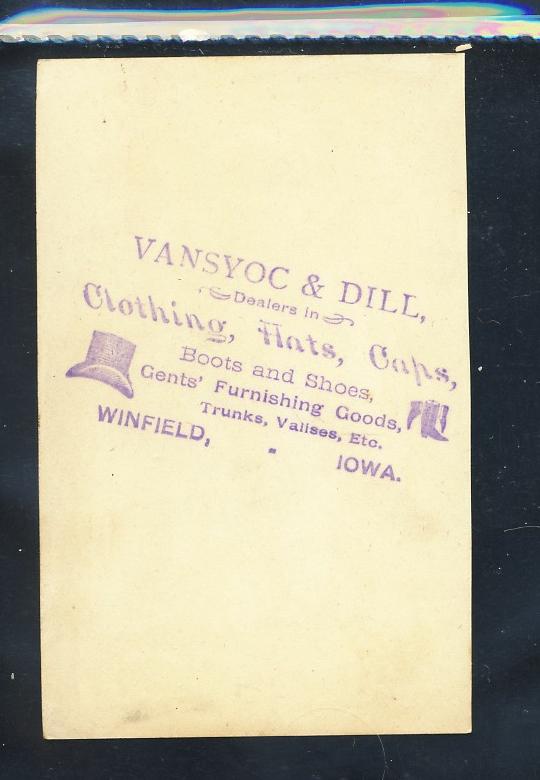 VANSYOC & DILL,
Dealers in
Clothing, Hats, Caps,
Boots and Shoes,
Gents' Furnishing Goods,
Trunks, Valises, Etc.
WINFIELD, - IOWA.